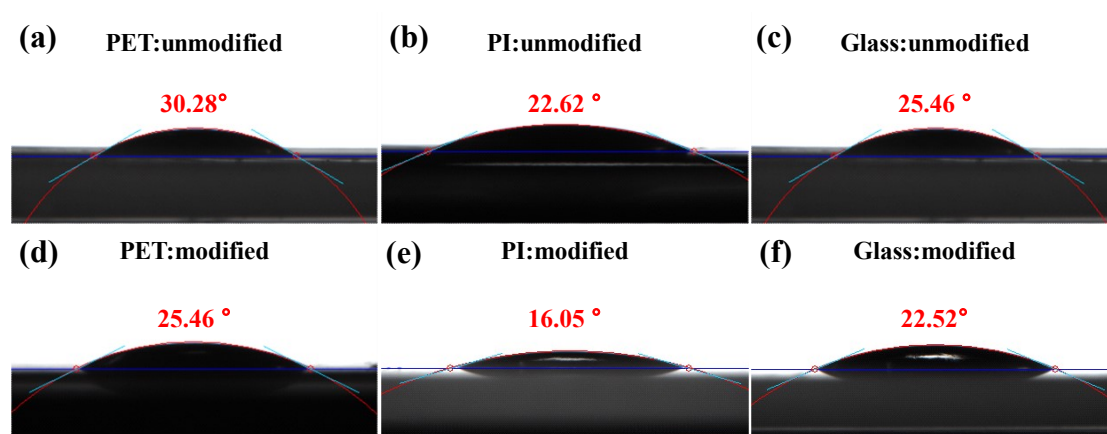 (a) PET:unmodified
30.28°
(b) PI:unmodified
22.62 °
(c) Glass:unmodified
25.46 °
(d) PET:modified
25.46 °
(e) PI:modified
16.05 °
(f) Glass:modified
22.52°